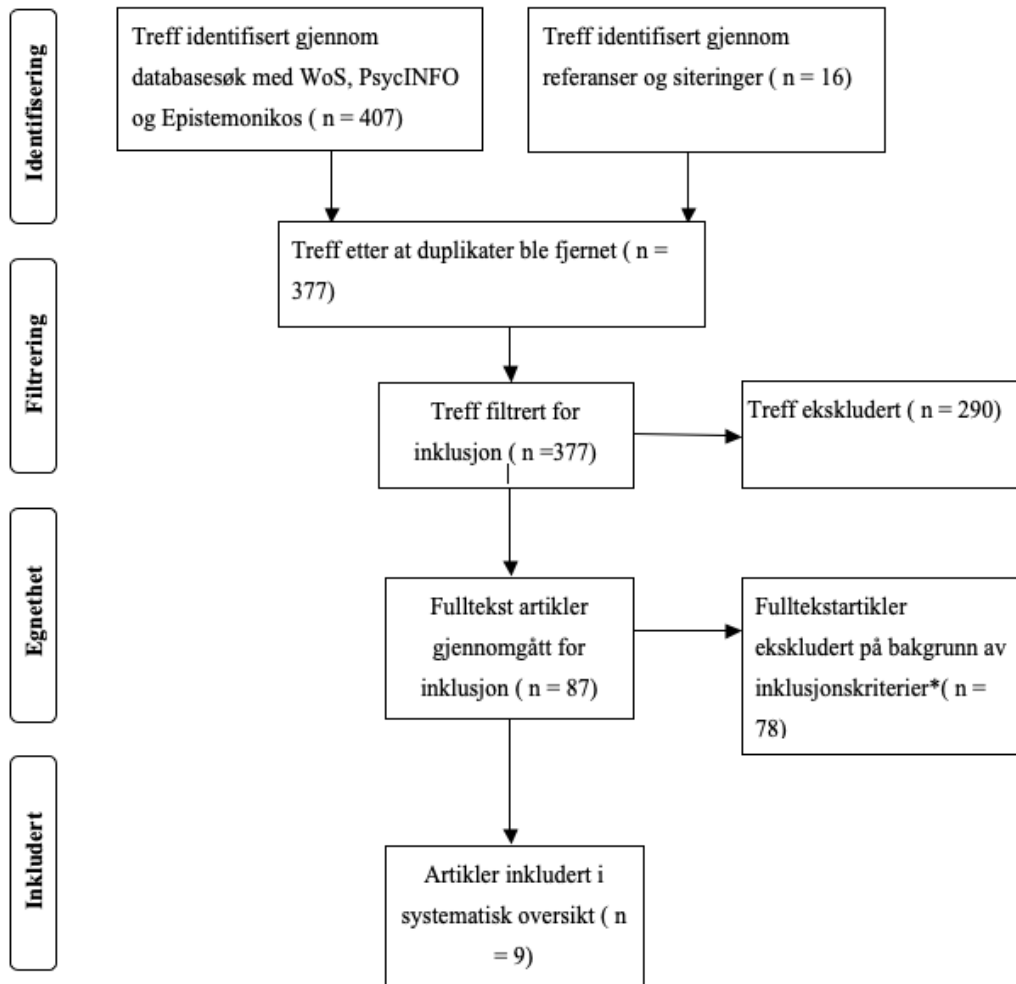 Identifisering
Treff identifisert gjennom
databasesøk med WoS, PsycINFO
og Epistemonikos ( n = 407)
Treff identifisert gjennom
referanser og siteringer ( n = 16)
Treff etter at duplikater ble fjernet ( n =
377)
Filtrering
Treff filtrert for
inklusjon ( n =377)
Treff ekskludert ( n = 290)
Egnethet
Fulltekst artikler
gjennomgått for
inklusjon ( n = 87)
Fulltekstartikler
ekskludert på bakgrunn av
inklusjonskriterier*( n =
78)
Inkludert
Artikler inkludert i
systematisk oversikt ( n
= 9)